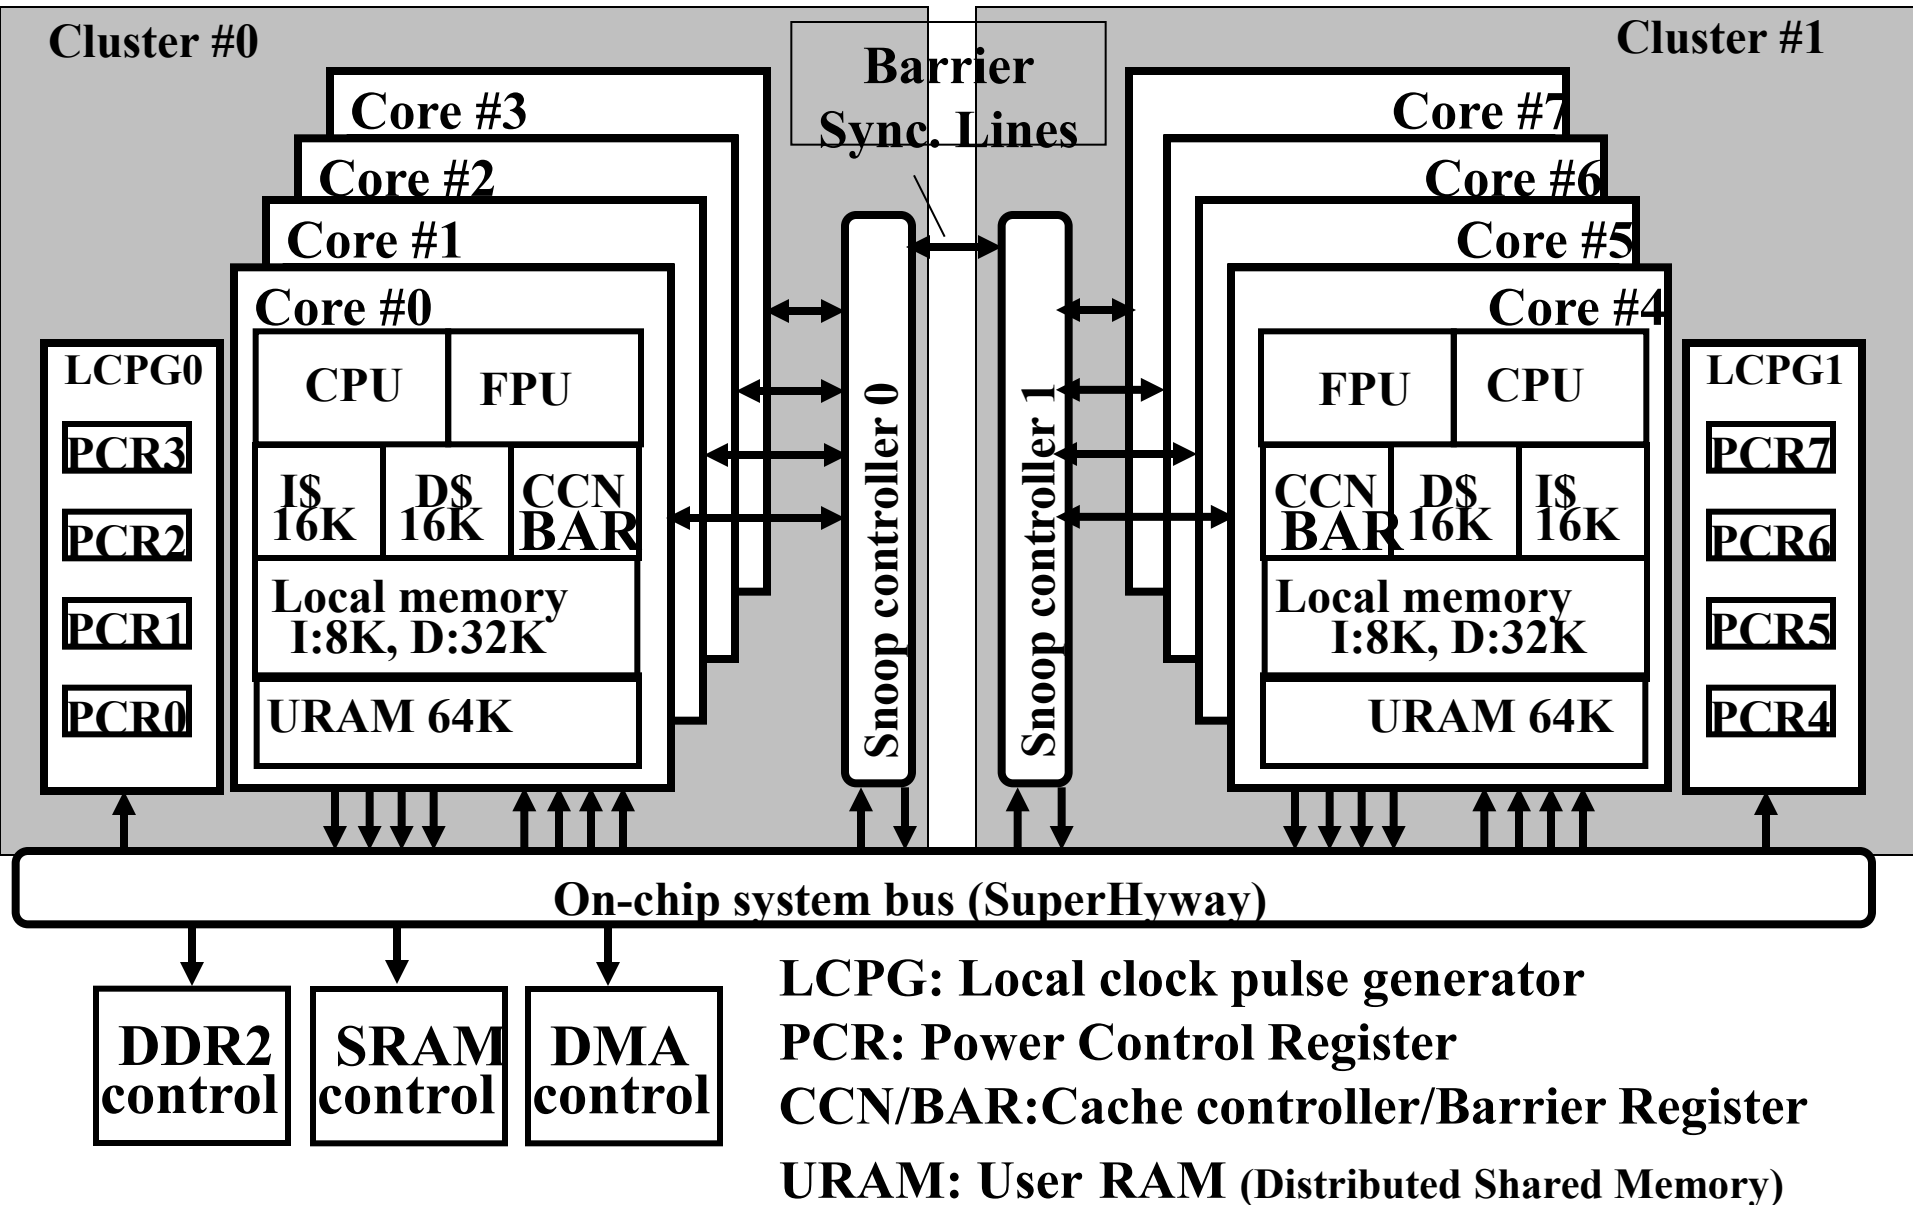 Cluster #0
Cluster #1
Barrier
Sync. Lines
Core #3
Core #2
Core #1
Core #0
CPU
FPU
I$
16K
D$
16K
CCN
BAR
Local memory
I:8K, D:32K
URAM 64K
LCPG0
PCR3
PCR2
PCR1
PCR0
Snoop controller 0
Snoop controller 1
Core #7
Core #6
Core #5
Core #4
FPU
CPU
CCN
BAR
D$
16K
I$
16K
Local memory
I:8K, D:32K
URAM 64K
LCPG1
PCR7
PCR6
PCR5
PCR4
On-chip system bus (SuperHyway)
DDR2
control
SRAM
control
DMA
control
LCPG: Local clock pulse generator
PCR: Power Control Register
CCN/BAR:Cache controller/Barrier Register
URAM: User RAM (Distributed Shared Memory)